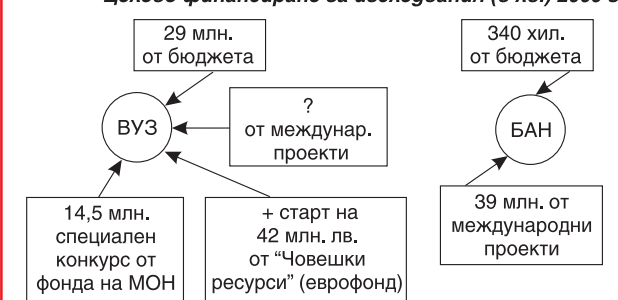 Целово финансиране за изследвания (в лв.) 2009 г.
29 млн.
от бюджета
340 хил.
от бюджета
ВУЗ
?
от междунар.
проекти
БАН
14,5 млн.
специален
конкурс от
фонда на МОН
+ старт на
42 млн. лв.
от “Човешки
ресурси” (еврофонд)
39 млн. от
международни
проекти